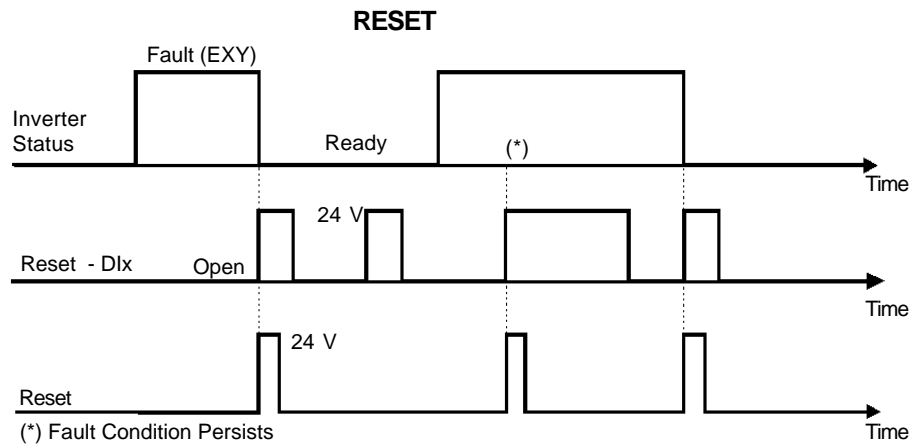 RESET
Fault (EXY)
Inverter
Status
Ready
(*)
Time
24 V
Reset - DIx
Open
Time
24 V
Reset
Time
(*) Fault Condition Persists